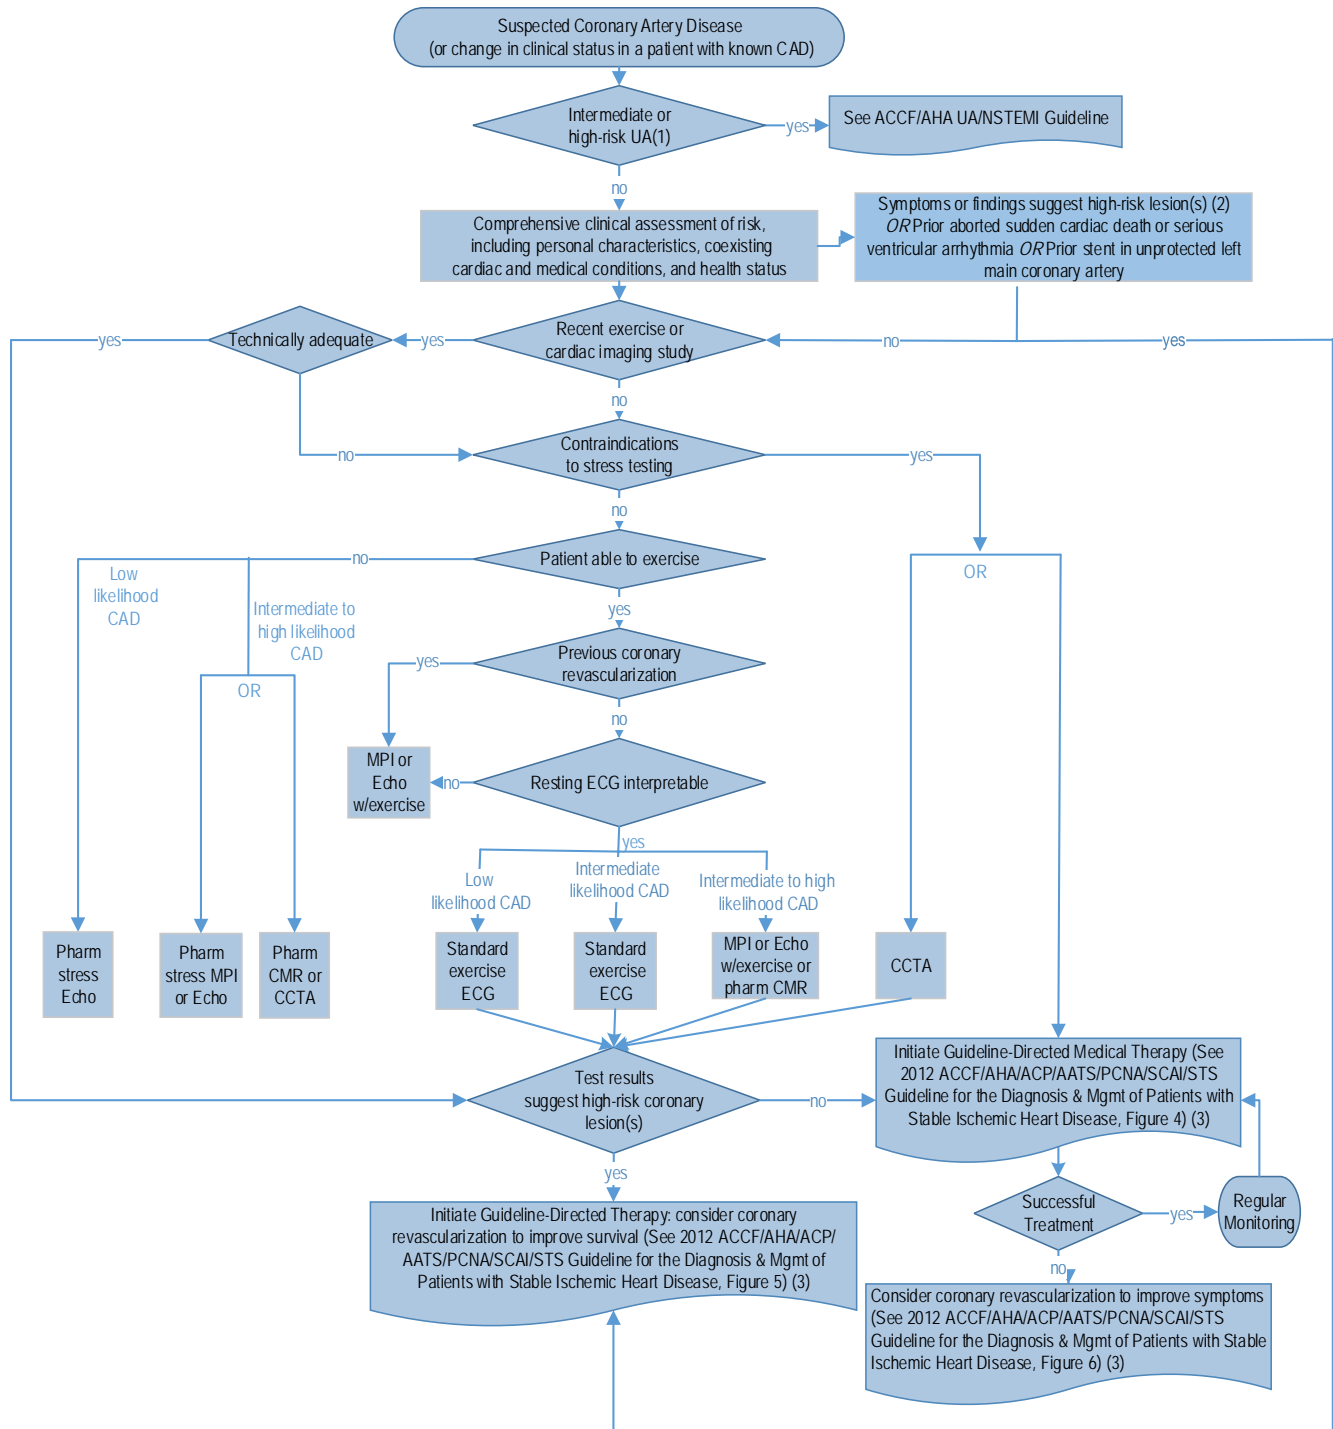 Suspected Coronary Artery Disease
(or change in clinical status in a patient with known CAD)
Intermediate or
high-risk UA(1)
yes
See ACCF/AHA UA/NSTEMI Guideline
no
Comprehensive clinical assessment of risk,
including personal characteristics, coexisting
cardiac and medical conditions, and health status
Symptoms or findings suggest high-risk lesion(s) (2)
OR Prior aborted sudden cardiac death or serious
ventricular arrhythmia OR Prior stent in unprotected left
main coronary artery
yes
Technically adequate
yes
Recent exercise or
cardiac imaging study
no
yes
no
no
Contraindications
to stress testing
yes
no
Patient able to exercise
no
OR
Low
likelihood
CAD
Intermediate to
high likelihood
CAD
OR
yes
Previous coronary
revascularization
yes
no
MPI or
Echo
w/exercise
no
Resting ECG interpretable
yes
Low
likelihood CAD
Intermediate
likelihood CAD
Intermediate to high
likelihood CAD
Pharm
stress
Echo
Pharm
stress MPI
or Echo
Pharm
CMR or
CCTA
Standard
exercise
ECG
Standard
exercise
ECG
MPI or Echo
w/exercise or
pharm CMR
CCTA
Test results
suggest high-risk coronary
lesion(s)
no
Initiate Guideline-Directed Medical Therapy (See
2012 ACCF/AHA/ACP/AATS/PCNA/SCAI/STS
Guideline for the Diagnosis & Mgmt of Patients with
Stable Ischemic Heart Disease, Figure 4) (3)
yes
Initiate Guideline-Directed Therapy: consider coronary
revascularization to improve survival (See 2012 ACCF/AHA/ACP/
AATS/PCNA/SCAI/STS Guideline for the Diagnosis & Mgmt of
Patients with Stable Ischemic Heart Disease, Figure 5) (3)
Successful
Treatment
yes
Regular
Monitoring
no
Consider coronary revascularization to improve symptoms
(See 2012 ACCF/AHA/ACP/AATS/PCNA/SCAI/STS
Guideline for the Diagnosis & Mgmt of Patients with Stable
Ischemic Heart Disease, Figure 6) (3)